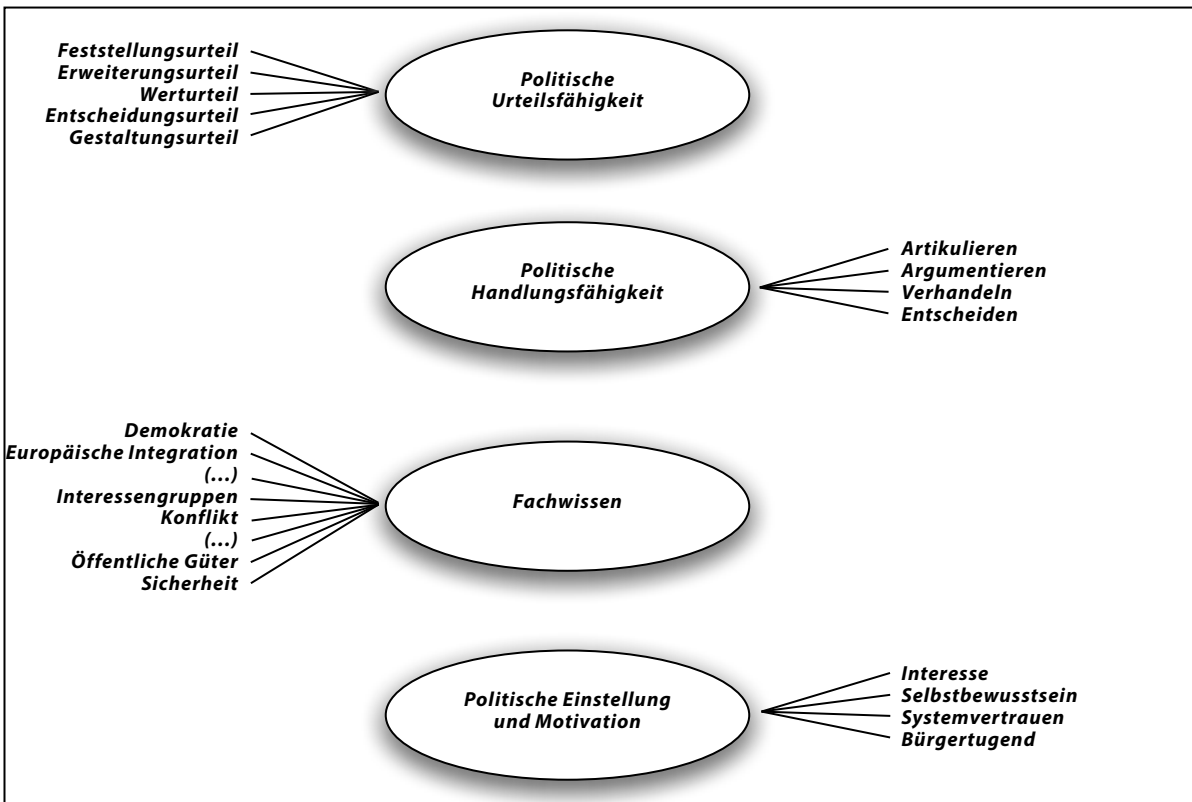 Feststellungsurteil
Erweiterungsurteil
Werturteil
Entscheidungsurteil
Gestaltungsurteil
Politische
Urteilsfähigkeit
Politische
Handlungsfähigkeit
Artikulieren
Argumentieren
Verhandeln
Entscheiden
Demokratie
Europäische Integration
(...)
Interessengruppen
Konflikt
(...)
Öffentliche Güter
Sicherheit
Fachwissen
Politische Einstellung
und Motivation
Interesse
Selbstbewusstsein
Systemvertrauen
Bürgertugend